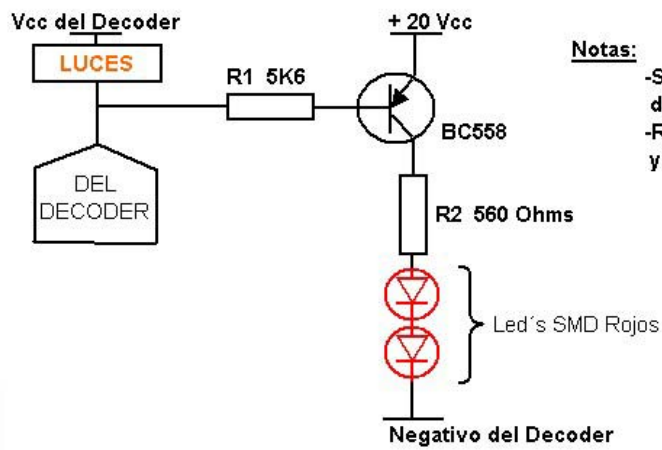 Vcc del Decoder
+ 20 Vcc
LUCES
Notas:
R1 5K6
-S
d
BC558
-R
y
DEL
DECODER
R2 560 Ohms
Led´s SMD Rojos
Negativo del Decoder